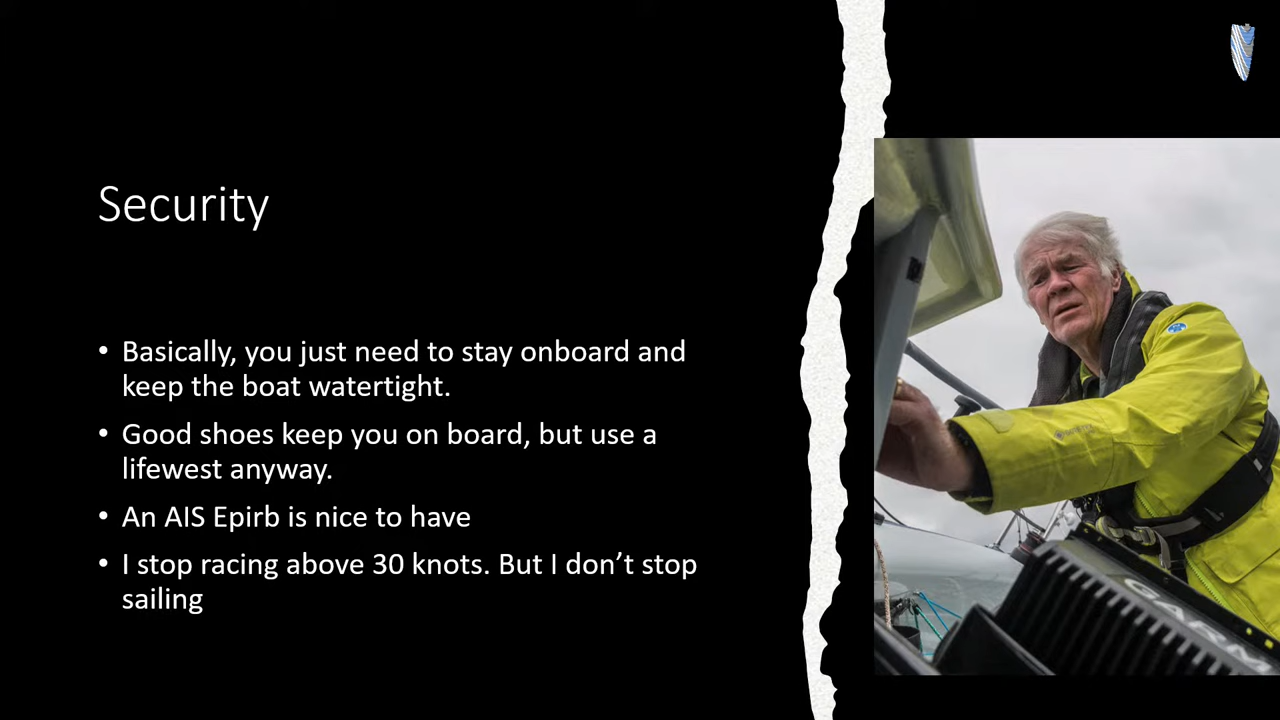 Security
• Basically, you just need to stay onboard and
keep the boat watertight.
• Good shoes keep you on board, but use a
lifewest anyway.
• An AIS Epirb is nice to have
• I stop racing above 30 knots. But I don’t stop
sailing
GARM